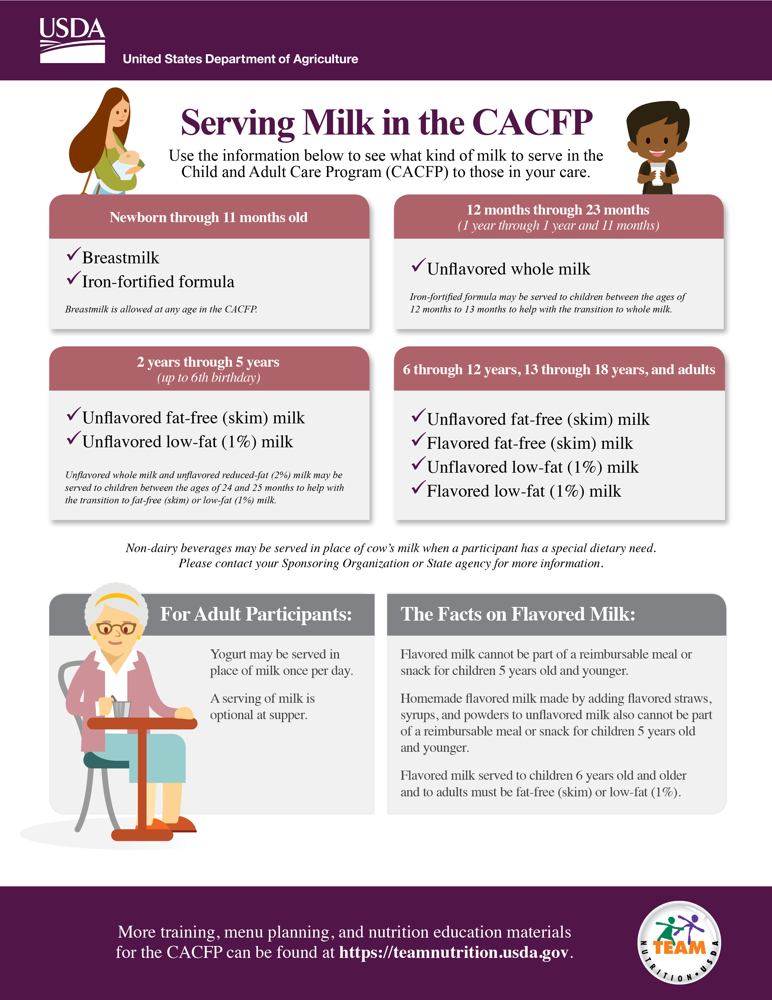 USDA
United States Department of Agriculture
Serving Milk in the CACFP
Use the information below to see what kind of milk to serve in the
Child and Adult Care Program (CACFP) to those in your care.
Newborn through 11 months old
✓Breastmilk
✓Iron-fortified formula
Breastmilk is allowed at any age in the CACFP.
12 months through 23 months
(1 year through 1 year and 11 months)
✓Unflavored whole milk
Iron-fortified formula may be served to children between the ages of
12 months to 13 months to help with the transition to whole milk.
2 years through 5 years
(up to 6th birthday)
✓Unflavored fat-free (skim) milk
✓Unflavored low-fat (1%) milk
Unflavored whole milk and unflavored reduced-fat (2%) milk may be
served to children between the ages of 24 and 25 months to help with
the transition to fat-free (skim) or low-fat (1%) milk.
6 through 12 years, 13 through 18 years, and adults
✓Unflavored fat-free (skim) milk
✓Flavored fat-free (skim) milk
✓Unflavored low-fat (1%) milk
✓Flavored low-fat (1%) milk
Non-dairy beverages may be served in place of cow’s milk when a participant has a special dietary need.
Please contact your Sponsoring Organization or State agency for more information.
For Adult Participants:
Yogurt may be served in
place of milk once per day.
A serving of milk is
optional at supper.
The Facts on Flavored Milk:
Flavored milk cannot be part of a reimbursable meal or
snack for children 5 years old and younger.
Homemade flavored milk made by adding flavored straws,
syrups, and powders to unflavored milk also cannot be part
of a reimbursable meal or snack for children 5 years old
and younger.
Flavored milk served to children 6 years old and older
and to adults must be fat-free (skim) or low-fat (1%).
More training, menu planning, and nutrition education materials
for the CACFP can be found at https://teamnutrition.usda.gov.
TEAM
NUTRITION • USDA